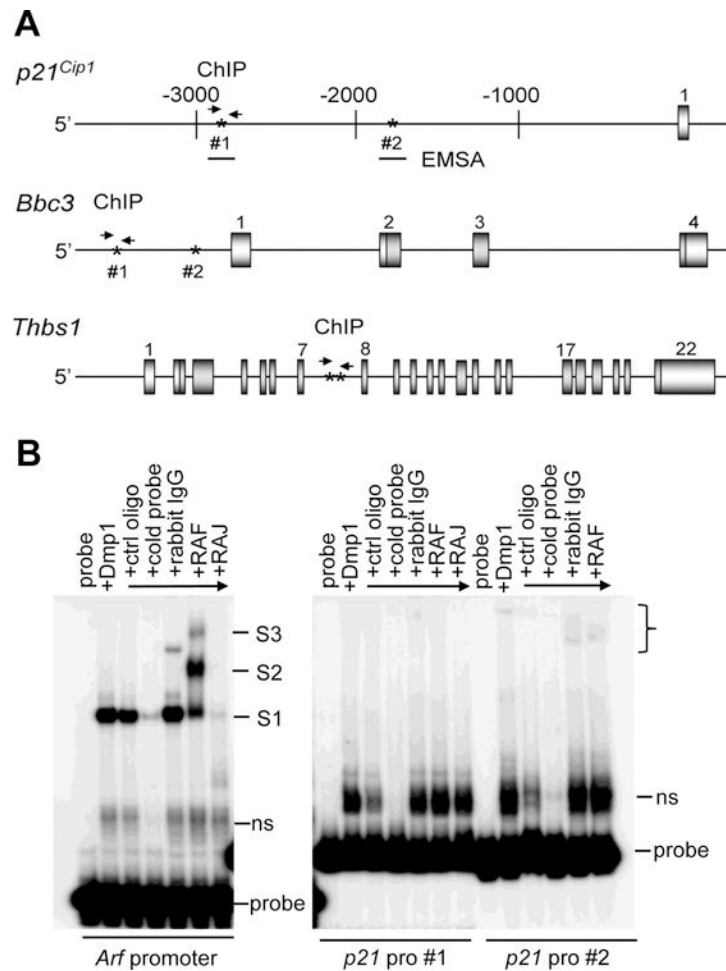 A
p21Cip1
ChIP
-3000
-2000
-1000
1
5'
* *
#1
#2
EMSA
Bbc3
ChIP
1
2
3
4
5'
* *
#1
#2
Thbs1
ChIP
1
7
8
17
22
5'
**
B
probe
+Dmp1
+ctrl oligo
+cold probe
+rabbit IgG
+RAF
+RAJ
probe
+Dmp1
+ctrl oligo
+cold probe
+rabbit IgG
+RAF
+RAJ
probe
+Dmp1
+ctrl oligo
+cold probe
+rabbit IgG
+RAF
S3
S2
S1
ns
probe
ns
probe
Arf promoter
p21 pro #1
p21 pro #2